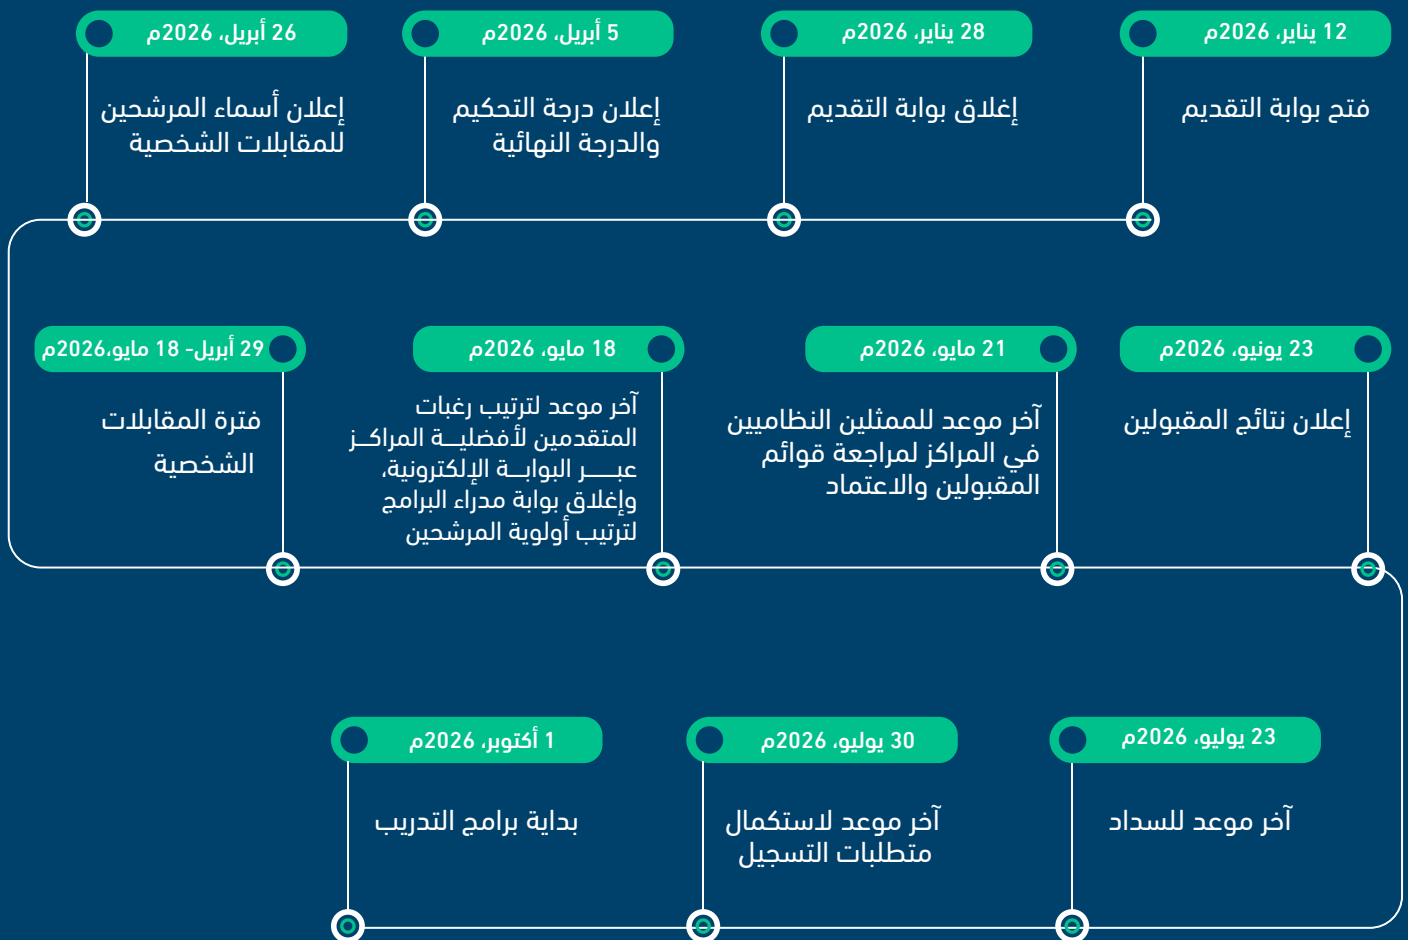 12 يناير، 2026م
فتح بوابة التقديم
28 يناير، 2026م
إغلاق بوابة التقديم
5 أبريل، 2026م
إعلان درجة التحكيم
والدرجة النهائية
26 أبريل، 2026م
إعلان أسماء المرشحين
للمقابلات الشخصية
29 أبريل- 18 مايو،2026م
فترة المقابلات
الشخصية
18 مايو، 2026م
آخر موعد لترتيب رغبات
المتقدمين لأفضليـــة المراكــز
عبـــــر البوابـــة الإلكترونية،
وإغلاق بوابة مدراء البرامج
لترتيب أولوية المرشحين
21 مايو، 2026م
آخر موعد للممثلين النظاميين
في المراكز لمراجعة قوائم
المقبولين والاعتماد
23 يونيو، 2026م
إعلان نتائج المقبولين
23 يوليو، 2026م
آخر موعد للسداد
30 يوليو، 2026م
آخر موعد لاستكمال
متطلبات التسجيل
1 أكتوبر، 2026م
بداية برامج التدريب